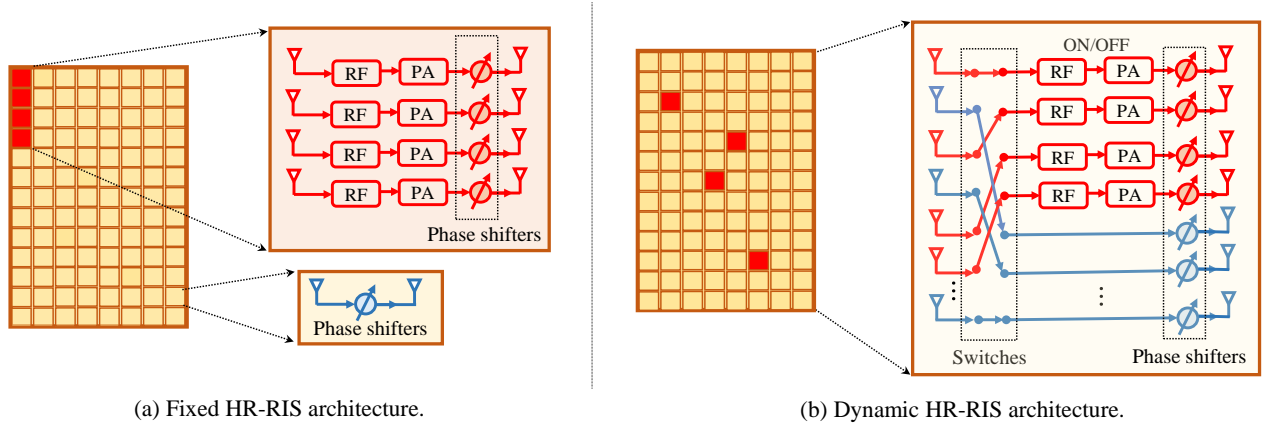 RF PA
RF PA
RF PA
RF PA
Phase shifters
Phase shifters
(a) Fixed HR-RIS architecture.
ON/OFF
RF PA
RF PA
RF PA
RF PA
Switches
Phase shifters
(b) Dynamic HR-RIS architecture.